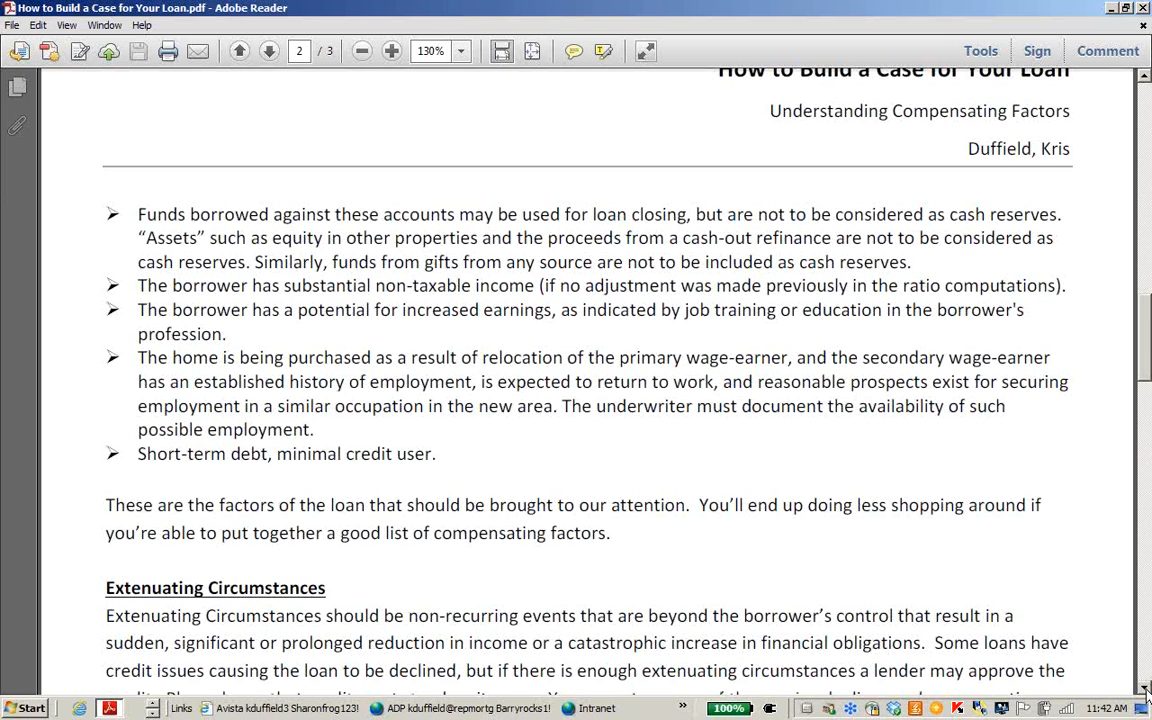 How to Build a Case for Your Loan.pdf - Adobe Reader
File Edit View Window Help
2 / 3 130% Tools Sign Comment
How to Build a Case for Your Loan
Understanding Compensating Factors
Duffield, Kris
➢ Funds borrowed against these accounts may be used for loan closing, but are not to be considered as cash reserves.
“Assets” such as equity in other properties and the proceeds from a cash-out refinance are not to be considered as
cash reserves. Similarly, funds from gifts from any source are not to be included as cash reserves.
➢ The borrower has substantial non-taxable income (if no adjustment was made previously in the ratio computations).
➢ The borrower has a potential for increased earnings, as indicated by job training or education in the borrower's
profession.
➢ The home is being purchased as a result of relocation of the primary wage-earner, and the secondary wage-earner
has an established history of employment, is expected to return to work, and reasonable prospects exist for securing
employment in a similar occupation in the new area. The underwriter must document the availability of such
possible employment.
➢ Short-term debt, minimal credit user.
These are the factors of the loan that should be brought to our attention. You’ll end up doing less shopping around if
you’re able to put together a good list of compensating factors.
Extenuating Circumstances
Extenuating Circumstances should be non-recurring events that are beyond the borrower’s control that result in a
sudden, significant or prolonged reduction in income or a catastrophic increase in financial obligations. Some loans have
credit issues causing the loan to be declined, but if there is enough extenuating circumstances a lender may approve the
Start Links Avista kduffield3 Sharonfrog123! ADP kduffield@repmortg Barryrocks1! Intranet » 100% 11:42 AM